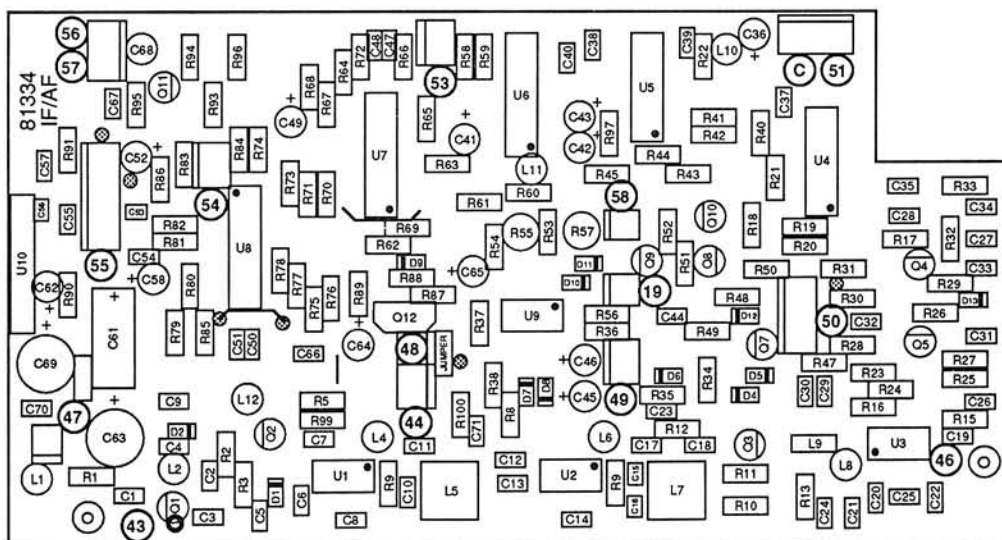 56
57
C68
R94
R96
Q11
C67
R95
R93
81334
IF/AF
R68
R67
C49
R64
R72
C48
C47
R66
53
R58
R59
R65
C41
R63
U6
L11
R60
C40
C38
C39
R22
L10
C36
C43
C42
R97
U5
R41
R42
R44
R45
R43
C
51
C37
R40
R21
U4
C57
R91
C52
R86
R83
R84
R74
54
C56
C55
C53
R82
R81
U10
55
C54
C58
C62
R90
R80
U8
R73
R71
R70
U7
R69
R62
D9
R88
R87
R61
R54
R55
R53
C65
R57
58
R52
Q10
R18
R19
R20
C35
R33
C28
C34
R17
R32
C27
Q11
D10
Q9
R51
Q8
19
R50
R31
Q4
C33
R29
R78
R77
R75
R76
R89
Q12
R37
U9
R56
R36
C44
R48
D12
R49
R30
50
C32
R26
D13
Q5
C31
C61
R79
R85
C51
C50
C66
C64
48
JUMPER
C46
Q7
R28
R47
C69
C70
47
C63
C9
L12
R5
R99
C7
L4
44
C11
R100
C71
R38
R8
D7
D8
C45
49
D6
R34
D5
D4
R35
C23
R12
C30
C29
R23
R24
R16
R27
R25
C26
R15
C19
D2
C4
Q2
L6
C17
C18
Q3
L9
U3
46
L1
R1
L2
R2
C2
R3
D1
U1
R9
C10
L5
C12
C13
U2
R9
C15
C16
L7
R11
R10
L8
R13
C1
43
Q1
C3
C5
C6
C8
C14
C24
C21
C20
C25
C22